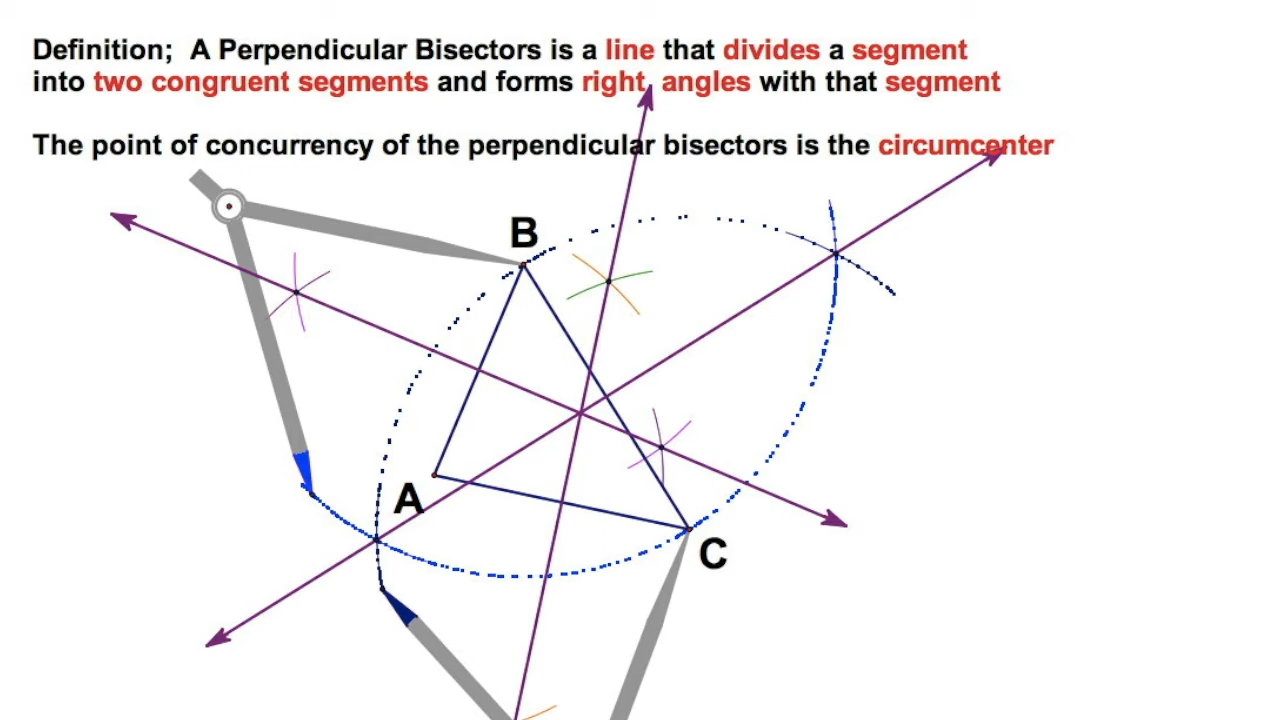 Definition; A Perpendicular Bisectors is a line that divides a segment
into two congruent segments and forms right angles with that segment
The point of concurrency of the perpendicular bisectors is the circumcenter
B
A
C